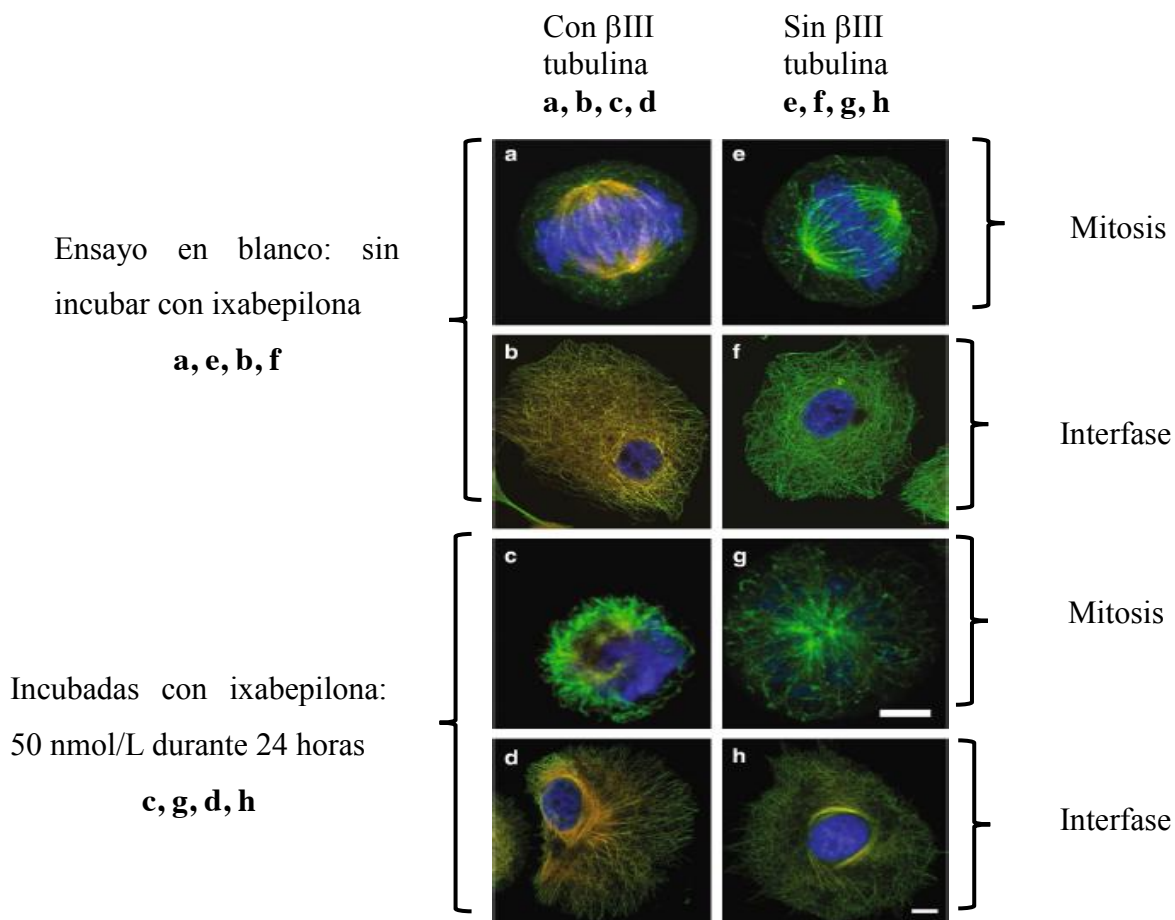 Con βIII
tubulina
a, b, c, d
Sin βIII
tubulina
e, f, g, h
a
e
Mitosis
Ensayo en blanco: sin
incubar con ixabepilona
a, e, b, f
b
f
Interfase
c
g
Mitosis
Incubadas con ixabepilona:
50 nmol/L durante 24 horas
c, g, d, h
d
h
Interfase